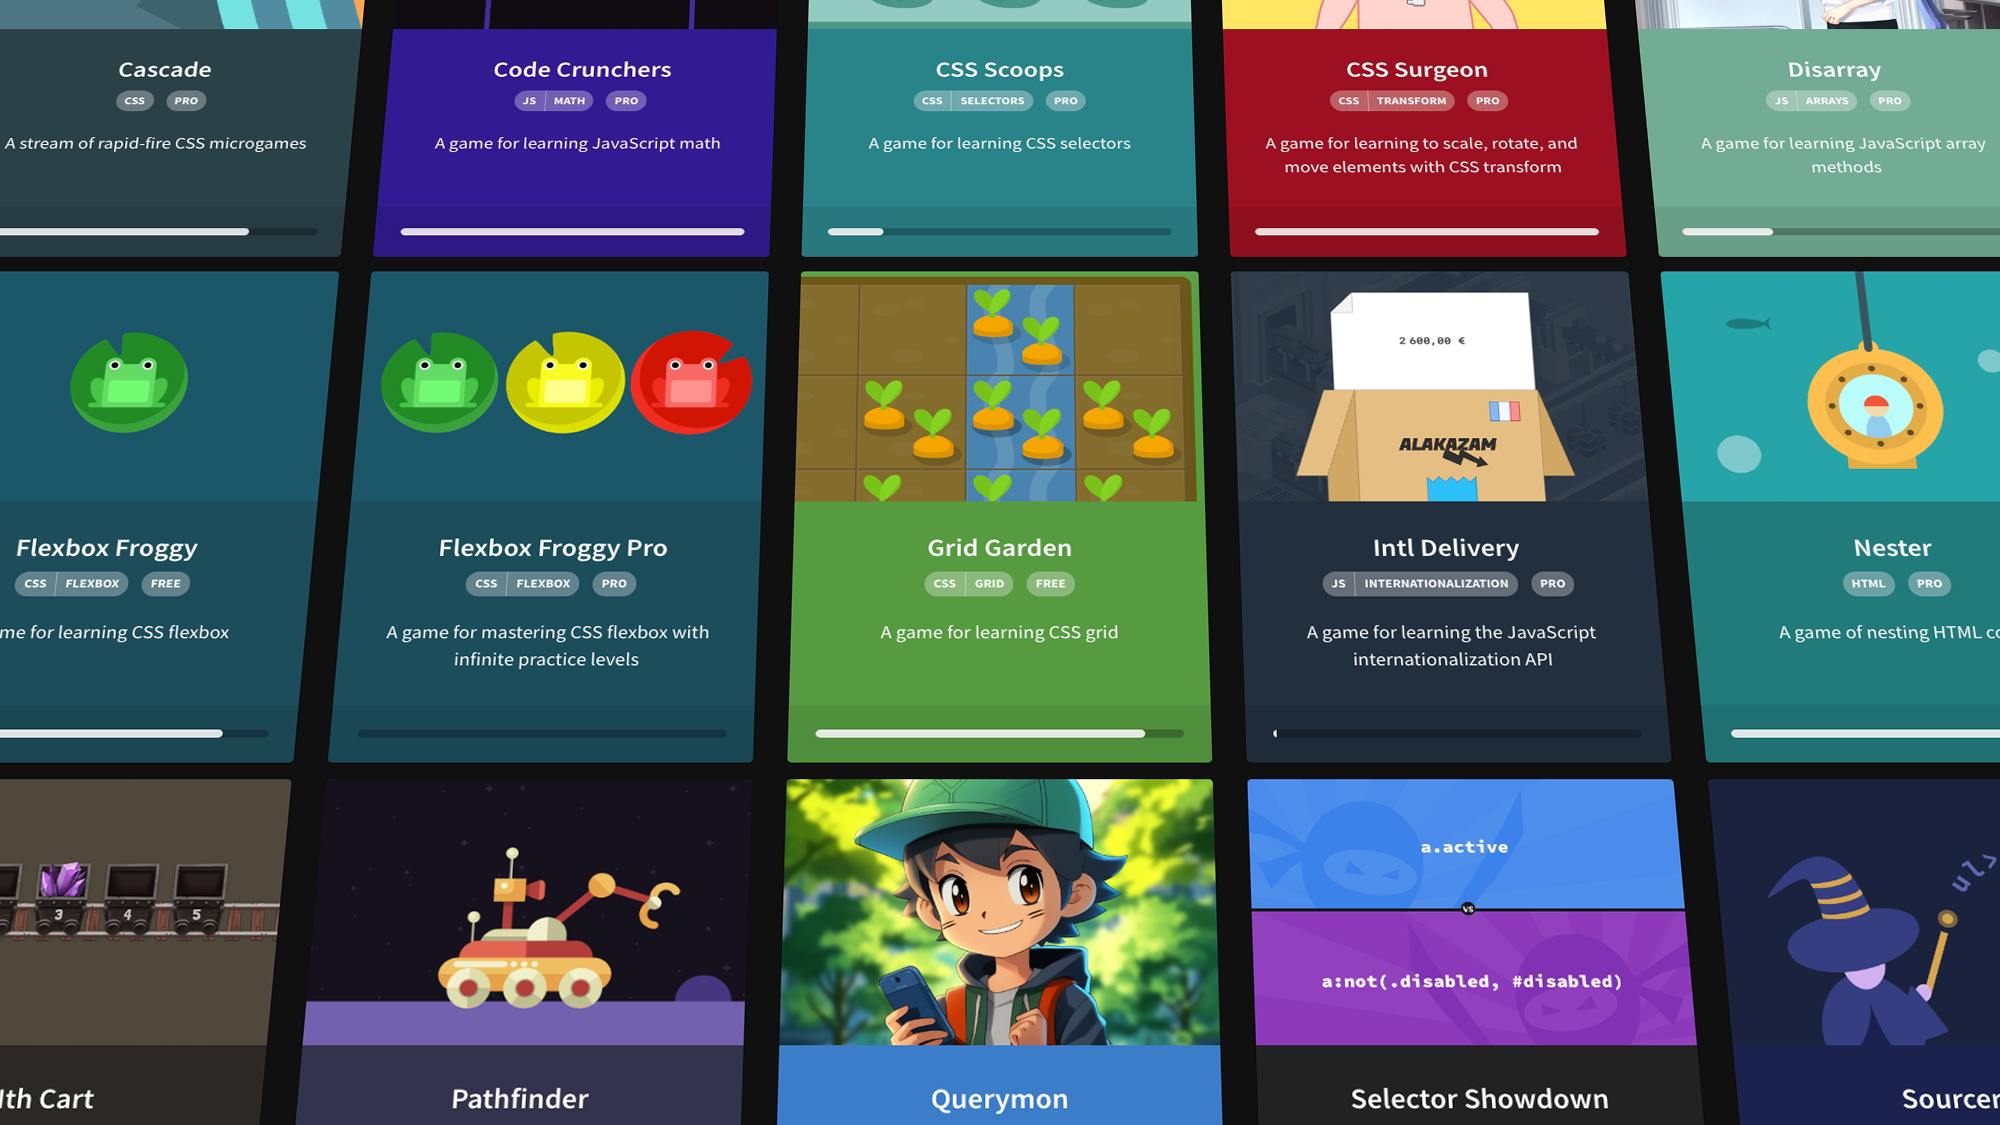 Cascade
CSS PRO
A stream of rapid-fire CSS microgames
Code Crunchers
JS MATH PRO
A game for learning JavaScript math
CSS Scoops
CSS SELECTORS PRO
A game for learning CSS selectors
CSS Surgeon
CSS TRANSFORM PRO
A game for learning to scale, rotate, and
move elements with CSS transform
Disarray
JS ARRAYS PRO
A game for learning JavaScript array
methods
Flexbox Froggy
CSS FLEXBOX FREE
for learning CSS flexbox
Flexbox Froggy Pro
CSS FLEXBOX PRO
A game for mastering CSS flexbox with
infinite practice levels
Grid Garden
CSS GRID FREE
A game for learning CSS grid
2 600,00 €
ALAKAZAM
Intl Delivery
JS INTERNATIONALIZATION PRO
A game for learning the JavaScript
internationalization API
Nester
HTML PRO
A game of nesting HTML
3 4 5
Cart
Pathfinder
Querymon
a.active
VS
a:not(.disabled, #disabled)
Selector Showdown
ul>
Sourcer